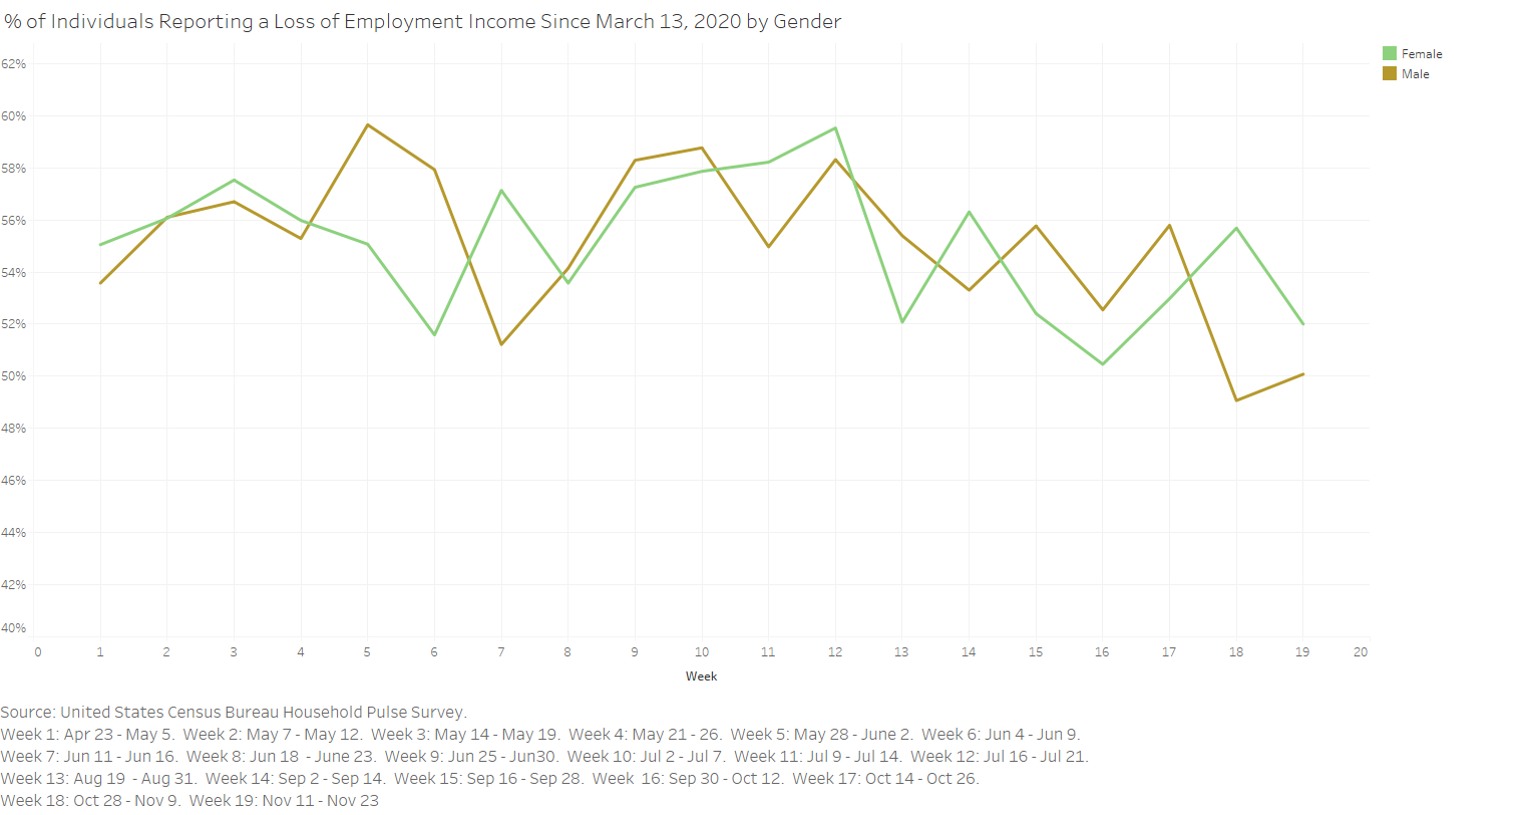 % of Individuals Reporting a Loss of Employment Income Since March 13, 2020 by Gender
Female
Male
62%
60%
58%
56%
54%
52%
50%
48%
46%
44%
42%
40%
0 1 2 3 4 5 6 7 8 9 10 11 12 13 14 15 16 17 18 19 20
Week
Source: United States Census Bureau Household Pulse Survey.
Week 1: Apr 23 - May 5.  Week 2: May 7 - May 12.  Week 3: May 14 - May 19.  Week 4: May 21 - 26.  Week 5: May 28 - June 2.  Week 6: Jun 4 - Jun 9.
Week 7: Jun 11 - Jun 16.  Week 8: Jun 18  - June 23.  Week 9: Jun 25 - Jun30.  Week 10: Jul 2 - Jul 7.  Week 11: Jul 9 - Jul 14.  Week 12: Jul 16 - Jul 21.
Week 13: Aug 19  - Aug 31.  Week 14: Sep 2 - Sep 14.  Week 15: Sep 16 - Sep 28.  Week  16: Sep 30 - Oct 12.  Week 17: Oct 14 - Oct 26.
Week 18: Oct 28 - Nov 9.  Week 19: Nov 11 - Nov 23